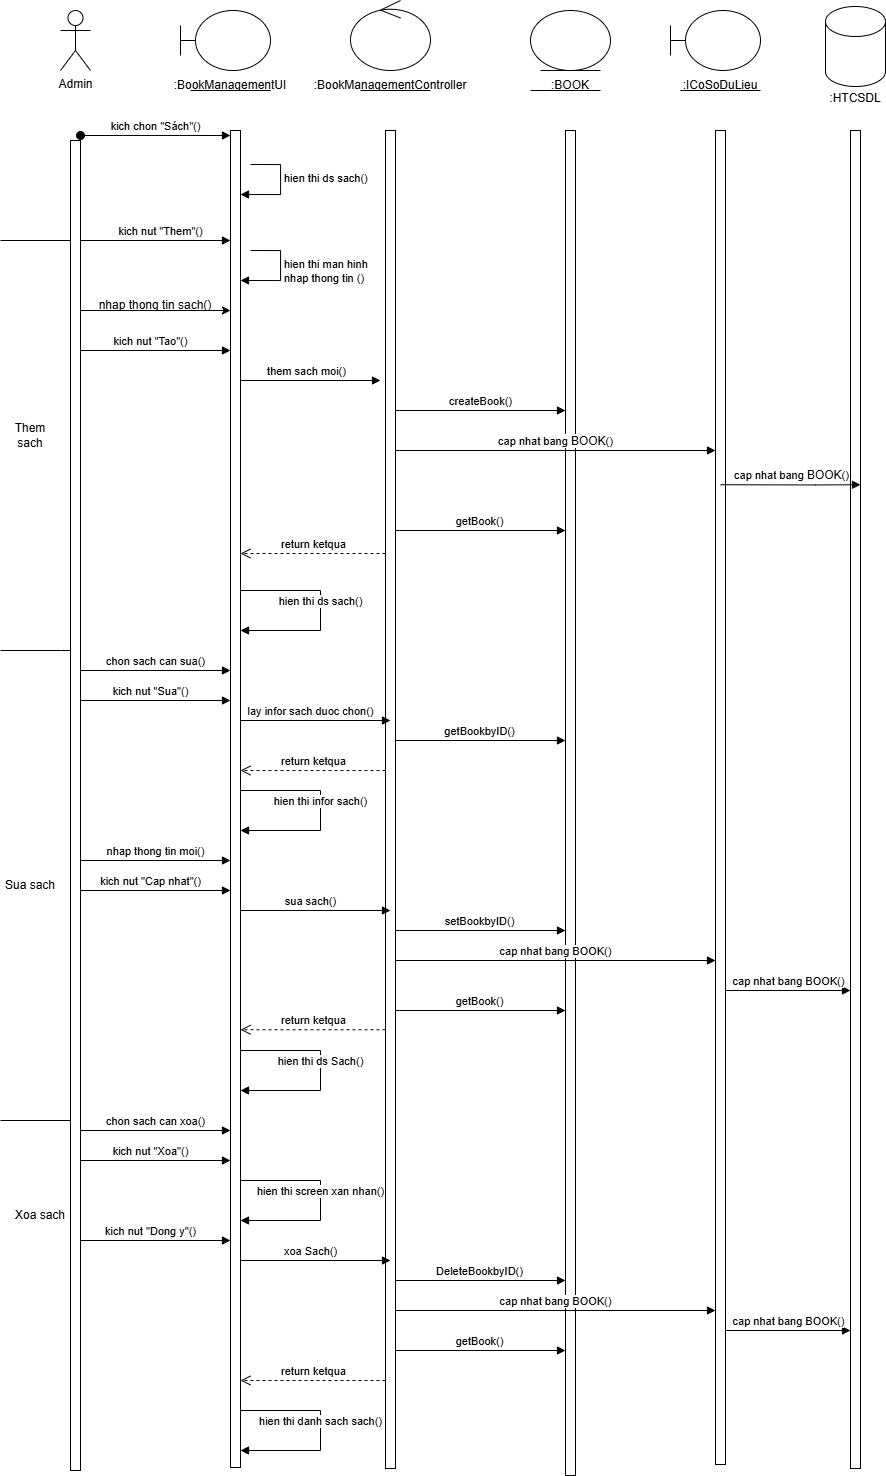 Admin
:BookManagementUI
:BookManagementController
:BOOK
:ICoSoDuLieu
:HTCSDL
kich chon "Sách"()
hien thi ds sach()
kich nut "Them"()
hien thi man hinh
nhap thong tin ()
nhap thong tin sach()
kich nut "Tao"()
them sach moi()
createBook()
Them
sach
cap nhat bang BOOK()
cap nhat bang BOOK()
getBook()
return ketqua
hien thi ds sach()
chon sach can sua()
kich nut "Sua"()
lay infor sach duoc chon()
getBookbyID()
return ketqua
hien thi infor sach()
nhap thong tin moi()
Sua sach
kich nut "Cap nhat"()
sua sach()
setBookbyID()
cap nhat bang BOOK()
cap nhat bang BOOK()
getBook()
return ketqua
hien thi ds Sach()
chon sach can xoa()
kich nut "Xoa"()
hien thi screen xan nhan()
Xoa sach
kich nut "Dong y"()
xoa Sach()
DeleteBookbyID()
cap nhat bang BOOK()
cap nhat bang BOOK()
getBook()
return ketqua
hien thi danh sach sach()